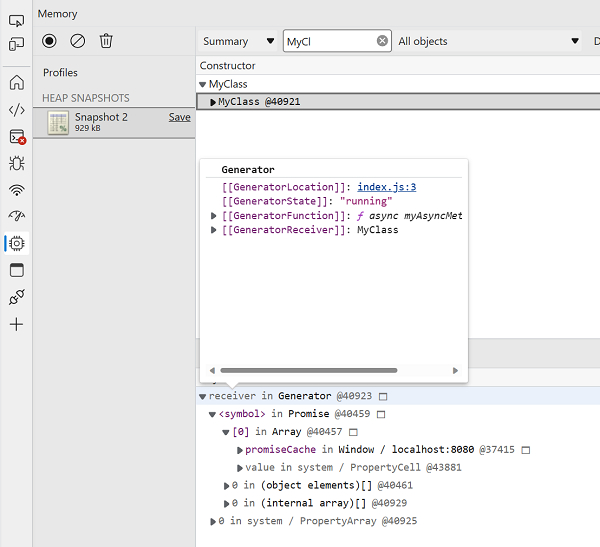 Memory
Summary
MyCl
All objects
D
Profiles
HEAP SNAPSHOTS
Snapshot 2
Save
929 kB
Constructor
MyClass
MyClass @40921
Generator
[[GeneratorLocation]]: index.js:3
[[GeneratorState]]: "running"
[[GeneratorFunction]]: ƒ async myAsyncMet
[[GeneratorReceiver]]: MyClass
receiver in Generator @40923
<symbol> in Promise @40459
[0] in Array @40457
promiseCache in Window / localhost:8080 @37415
value in system / PropertyCell @43881
0 in (object elements)[] @40461
0 in (internal array)[] @40929
0 in system / PropertyArray @40925